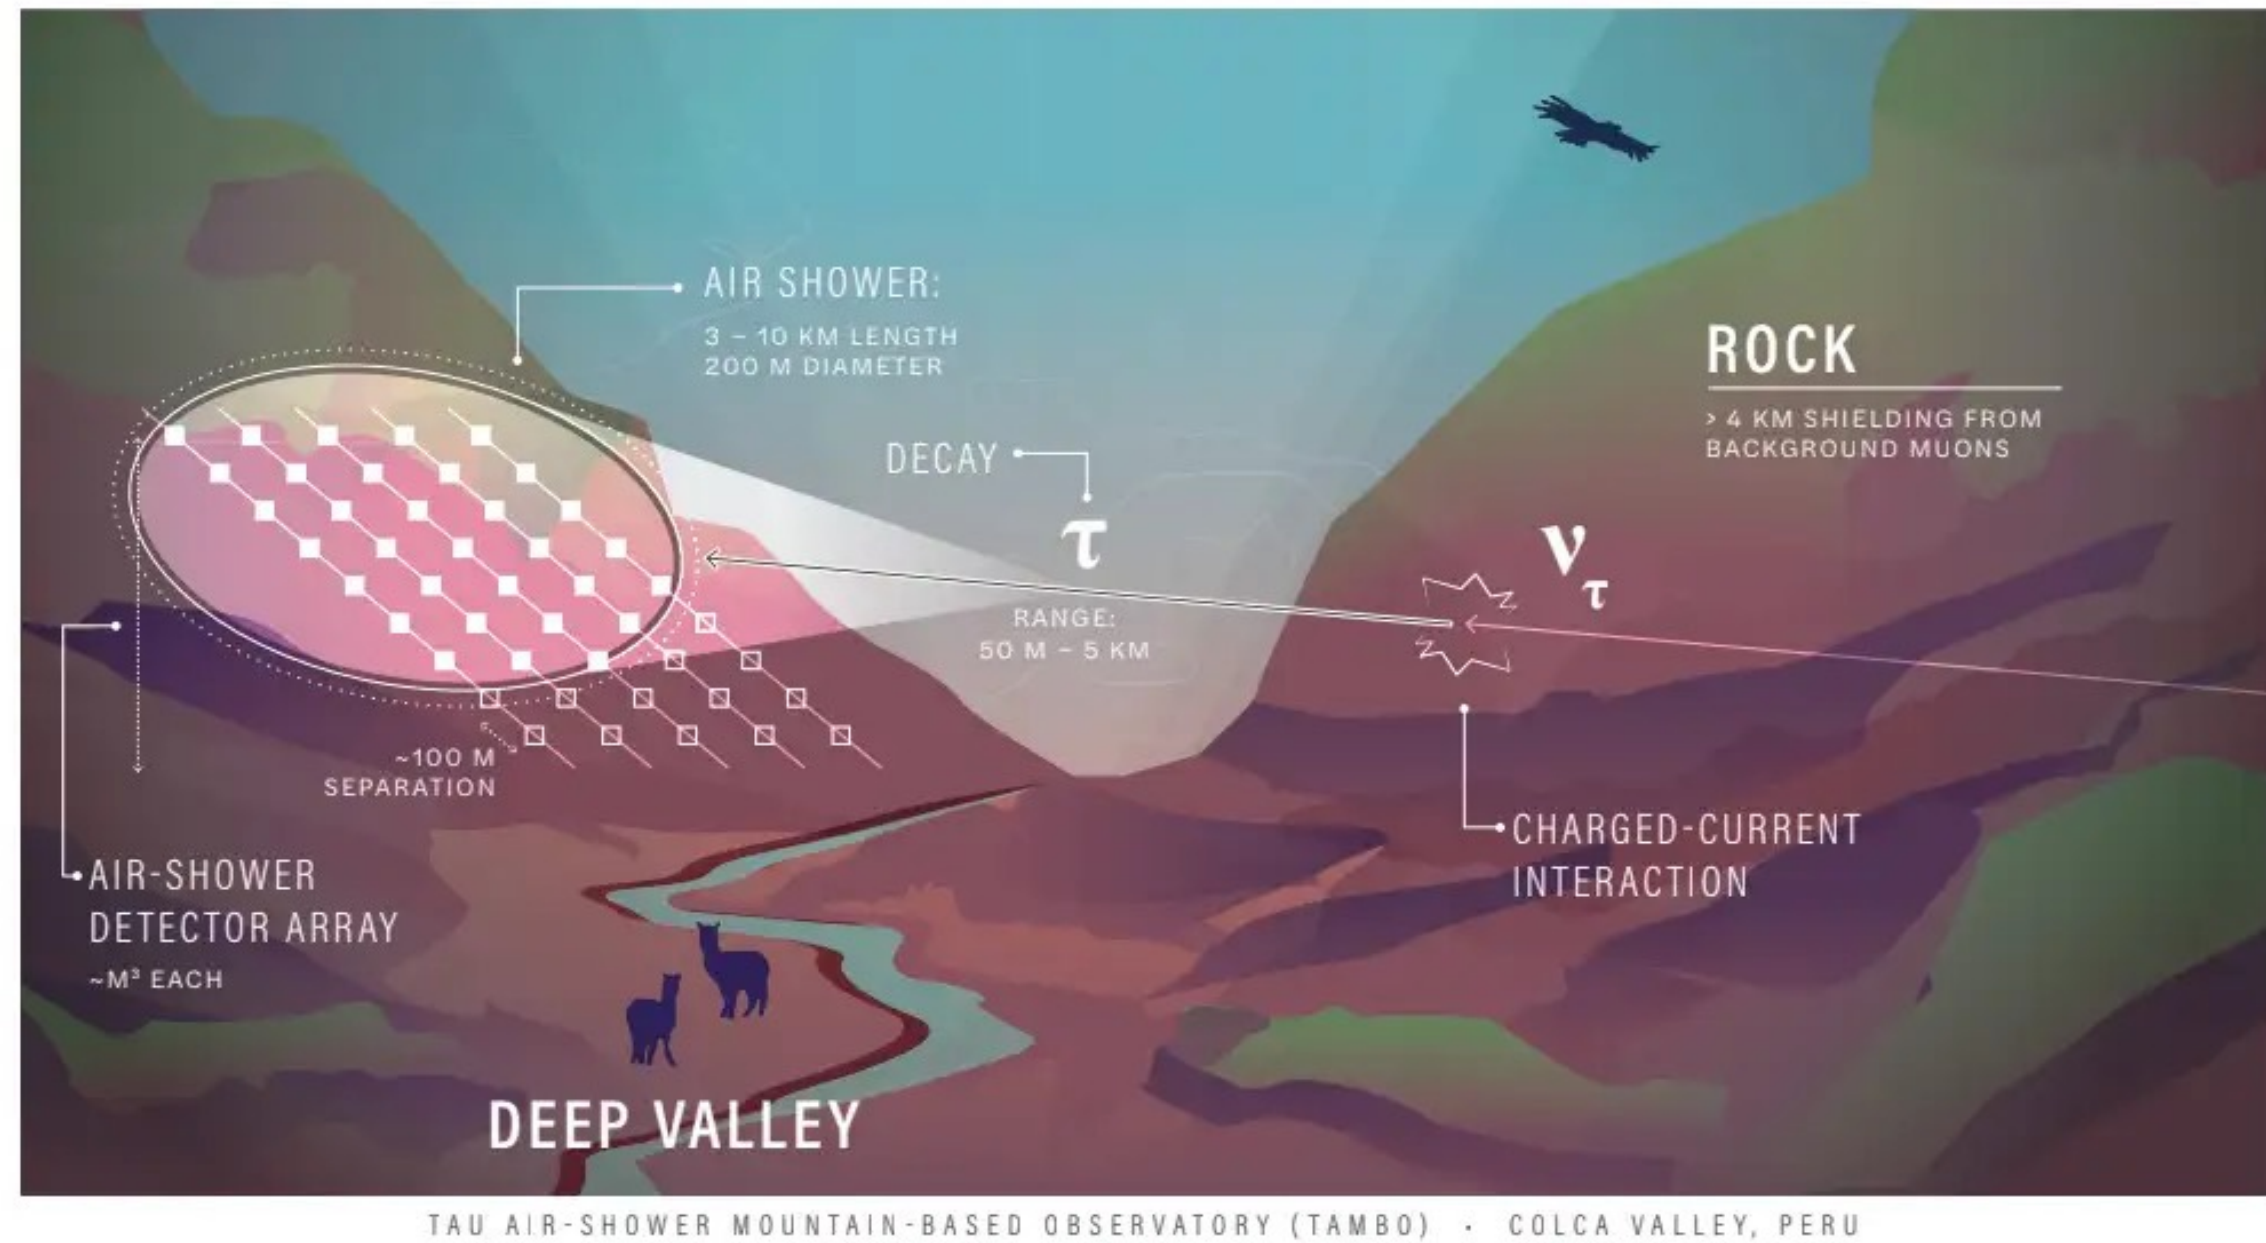 AIR SHOWER:
3 – 10 KM LENGTH
200 M DIAMETER
ROCK
> 4 KM SHIELDING FROM
BACKGROUND MUONS
DECAY
τ
ντ
RANGE:
50 M – 5 KM
~100 M
SEPARATION
CHARGED-CURRENT
INTERACTION
AIR-SHOWER
DETECTOR ARRAY
~M³ EACH
DEEP VALLEY
TAU AIR-SHOWER MOUNTAIN-BASED OBSERVATORY (TAMBO) · COLCA VALLEY, PERU